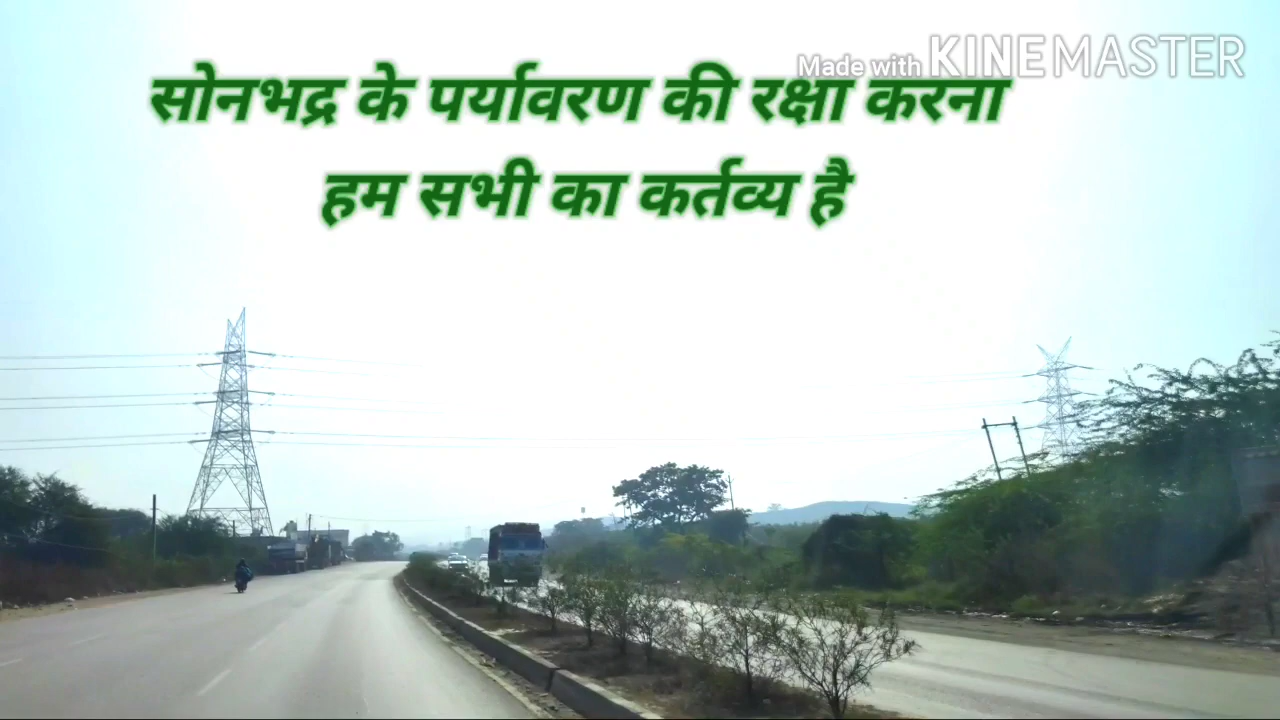 Made with KINEMASTER
सोनभद्र के पर्यावरण की रक्षा करना
हम सभी का कर्तव्य है